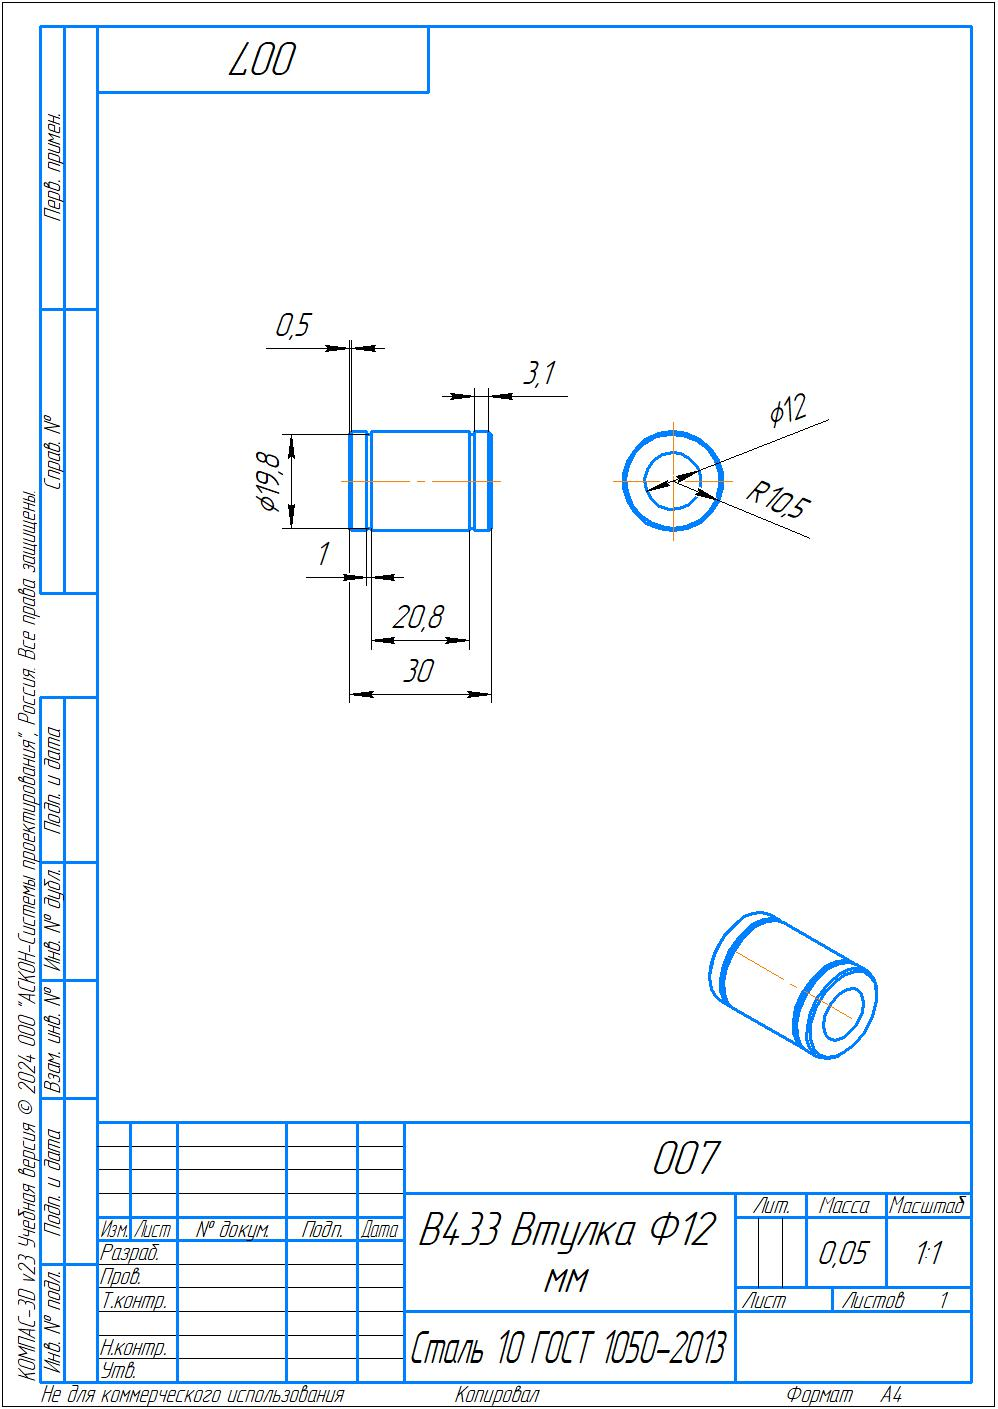 007
Перв. примен.
Справ. №
Подп. и дата
Инв. № дубл.
Взам. инв. №
Подп. и дата
Инв. № подл.
КОМПАС-3D v23 Учебная версия © 2024 ООО "АСКОН-Системы проектирования", Россия. Все права защищены.
0,5
3,1
ϕ19,8
1
20,8
30
ϕ12
R10,5
007
Изм. Лист № докум. Подп. Дата
Разраб.
Пров.
Т.контр.
Н.контр.
Утв.
В433 Втулка Ф12
мм
Лит. Масса Масштаб
0,05 1:1
Лист Листов 1
Сталь 10 ГОСТ 1050-2013
Не для коммерческого использования Копировал Формат А4